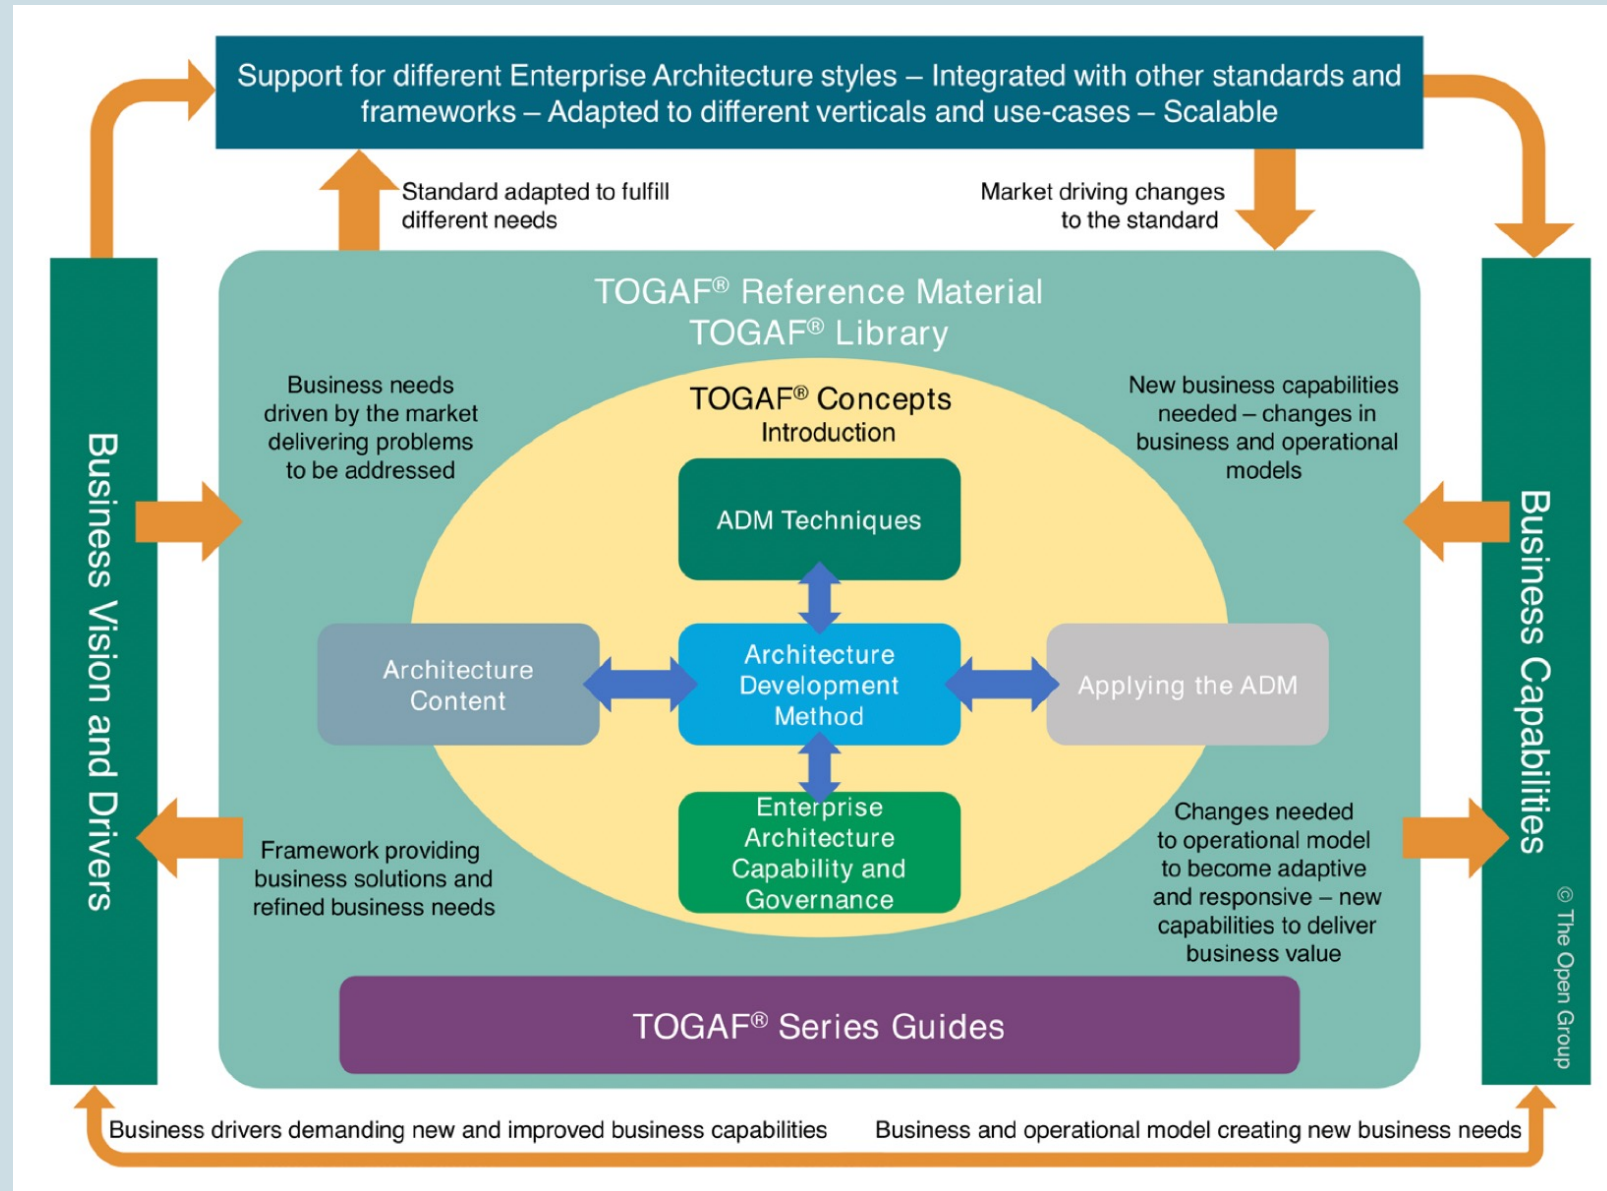 Support for different Enterprise Architecture styles – Integrated with other standards and
frameworks – Adapted to different verticals and use-cases – Scalable
Standard adapted to fulfill
different needs
Market driving changes
to the standard
TOGAF® Reference Material
TOGAF® Library
Business needs
driven by the market
delivering problems
to be addressed
TOGAF® Concepts
Introduction
New business capabilities
needed – changes in
business and operational
models
ADM Techniques
Business Vision and Drivers
Business Capabilities
Architecture
Content
Architecture
Development
Method
Applying the ADM
Enterprise
Architecture
Capability and
Governance
Framework providing
business solutions and
refined business needs
Changes needed
to operational model
to become adaptive
and responsive – new
capabilities to deliver
business value
TOGAF® Series Guides
© The Open Group
Business drivers demanding new and improved business capabilities
Business and operational model creating new business needs